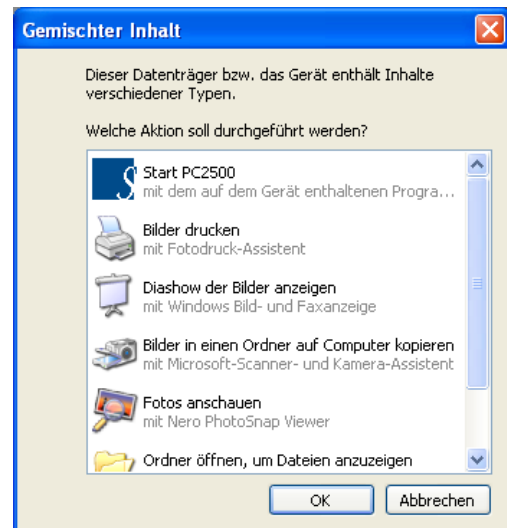 Gemischter Inhalt
Dieser Datenträger bzw. das Gerät enthält Inhalte
verschiedener Typen.
Welche Aktion soll durchgeführt werden?
Start PC2500
mit dem auf dem Gerät enthaltenen Progra...
Bilder drucken
mit Fotodruck-Assistent
Diashow der Bilder anzeigen
mit Windows Bild- und Faxanzeige
Bilder in einen Ordner auf Computer kopieren
mit Microsoft-Scanner- und Kamera-Assistent
Fotos anschauen
mit Nero PhotoSnap Viewer
Ordner öffnen, um Dateien anzuzeigen
OK
Abbrechen